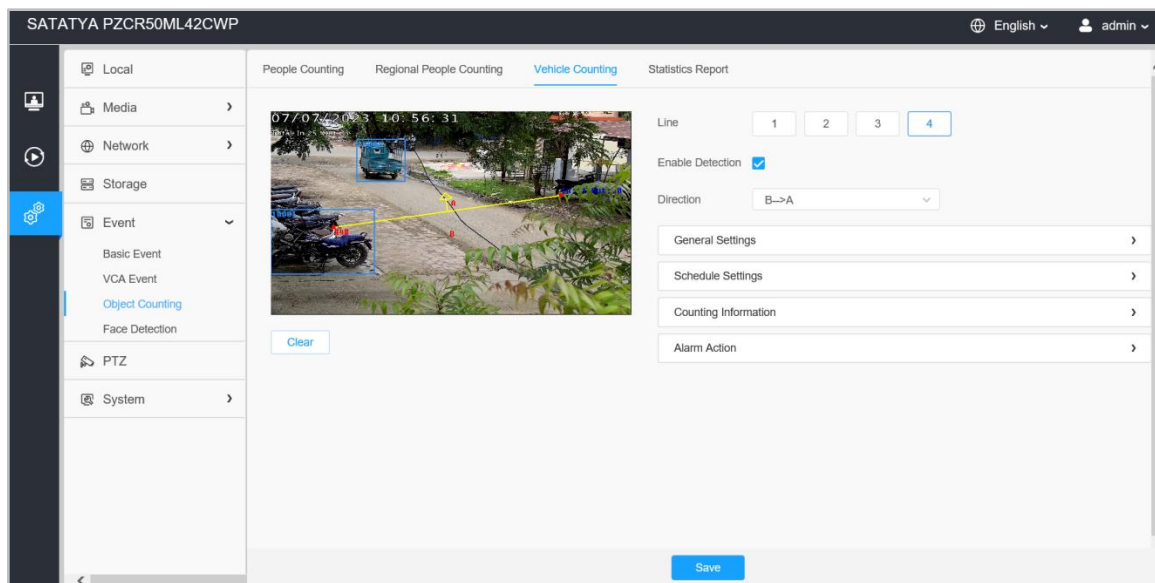 SATATYA PZCR50ML42CWP
English
admin
Local
Media
Network
Storage
Event
Basic Event
VCA Event
Object Counting
Face Detection
PTZ
System
People Counting
Regional People Counting
Vehicle Counting
Statistics Report
07/07/2023 10:56:31
A
B
Clear
Line
1
2
3
4
Enable Detection
Direction
B-->A
General Settings
Schedule Settings
Counting Information
Alarm Action
Save